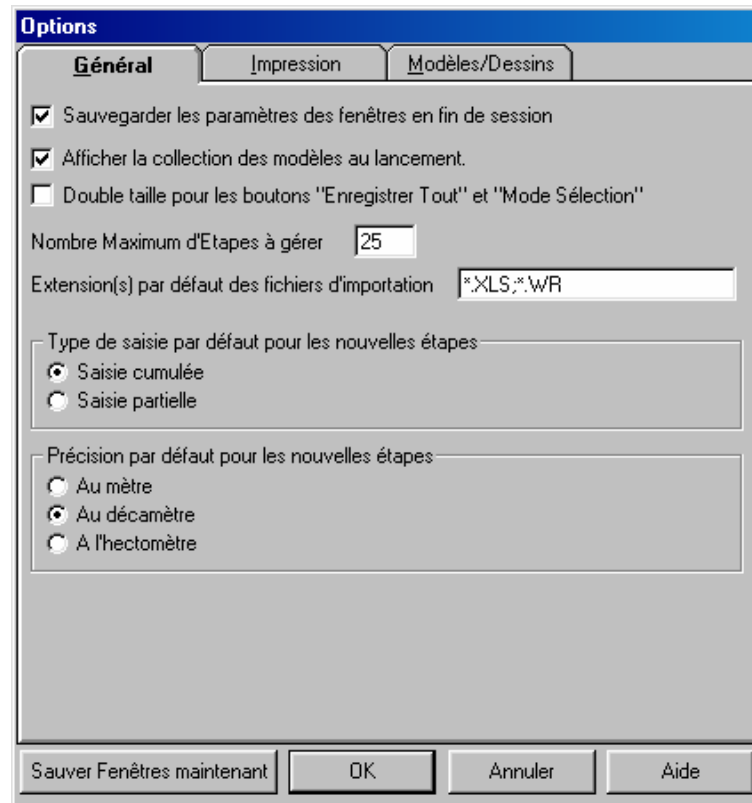 Options
Général Impression Modèles/Dessins
Sauvegarder les paramètres des fenêtres en fin de session
Afficher la collection des modèles au lancement.
Double taille pour les boutons "Enregistrer Tout" et "Mode Sélection"
Nombre Maximum d'Etapes à gérer 25
Extension(s) par défaut des fichiers d'importation *.XLS;*.WR
Type de saisie par défaut pour les nouvelles étapes
Saisie cumulée
Saisie partielle
Précision par défaut pour les nouvelles étapes
Au mètre
Au décamètre
A l'hectomètre
Sauver Fenêtres maintenant OK Annuler Aide